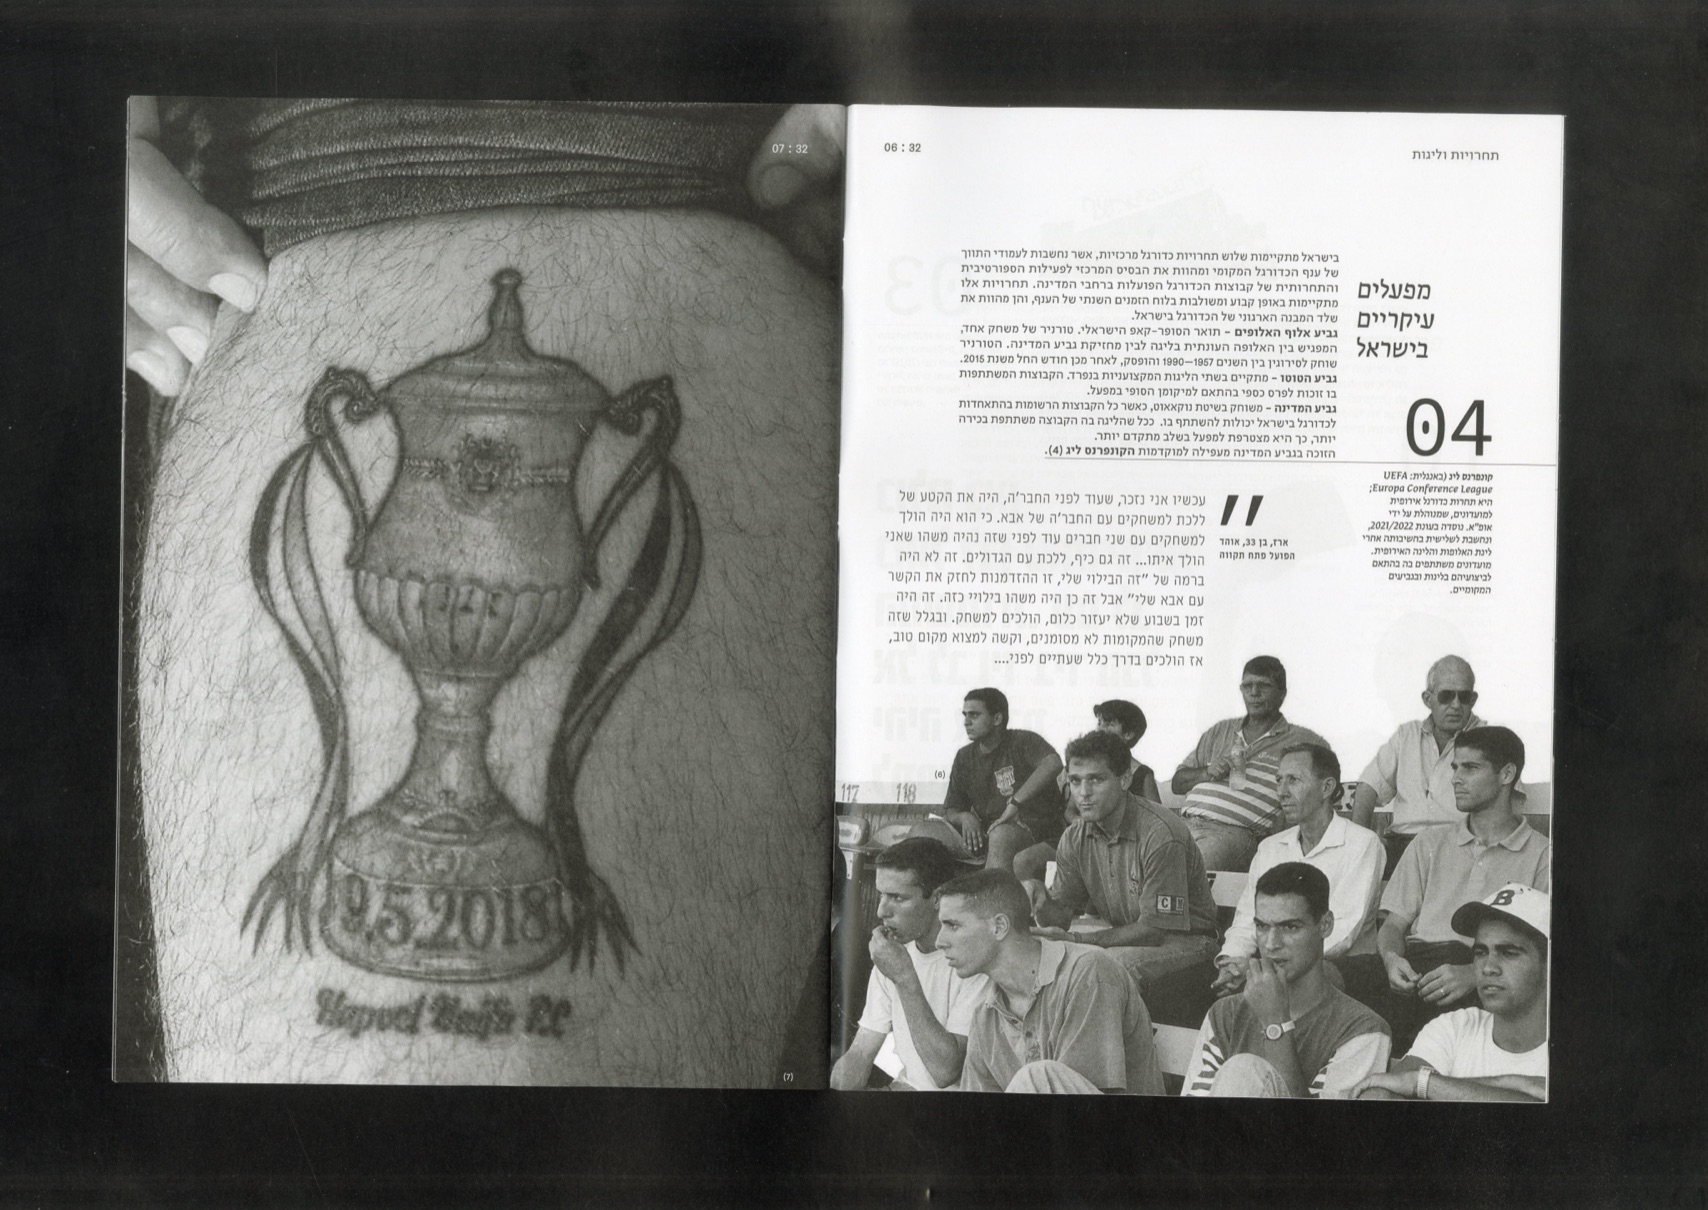 תחרויות וליגות
06 : 32
מפעלים
עיקריים
בישראל
04
בישראל מתקיימות שלוש תחרויות כדורגל מרכזיות, אשר נחשבות לעמודי התווך
של ענף הכדורגל המקומי ומהוות את הבסיס המרכזי לפעילות הספורטיבית
והתחרותית של קבוצות הכדורגל הפועלות ברחבי המדינה. תחרויות אלו
מתקיימות באופן קבוע ומשולבות בלוח הזמנים השנתי של הענף, והן מהוות את
שלד המבנה הארגוני של הכדורגל בישראל.
גביע אלוף האלופים – תואר הסופר-קאפ הישראלי. טורניר של משחק אחד,
המפגיש בין האלופה העונתית בליגה לבין מחזיקת גביע המדינה. הטורניר
שוחק לסירוגין בין השנים 1957–1990 והופסק, לאחר מכן חודש החל משנת 2015.
גביע הטוטו – מתקיים בשתי הליגות המקצועניות בנפרד. הקבוצות המשתתפות
בו זוכות לפרס כספי בהתאם למיקומן הסופי במפעל.
גביע המדינה – משוחק בשיטת נוקאאוט, כאשר כל הקבוצות הרשומות בהתאחדות
לכדורגל בישראל יכולות להשתתף בו. ככל שהליגה בה הקבוצה משתתפת בכירה
יותר, כך היא מצטרפת למפעל בשלב מתקדם יותר.
הזוכה בגביע המדינה מעפילה למוקדמות הקונפרנס ליג (4).
קונפרנס ליג (באנגלית: UEFA
Europa Conference League;
היא תחרות כדורגל אירופית
למועדונים, שמנוהלת על ידי
אופ"א. נוסדה בעונת 2021/2022,
ונחשבת לשלישית בחשיבותה אחרי
ליגת האלופות והליגה האירופית.
מועדונים משתתפים בה בהתאם
לביצועיהם בליגות ובגביעים
המקומיים.
"
ארז, בן 33, אוהד
הפועל פתח תקווה
עכשיו אני נזכר, שעוד לפני החבר'ה, היה את הקטע של
ללכת למשחקים עם החבר'ה של אבא. כי הוא היה הולך
למשחקים עם שני חברים עוד לפני שזה נהיה משהו שאני
הולך איתו... זה גם כיף, ללכת עם הגדולים. זה לא היה
ברמה של "זה הבילוי שלי, זו ההזדמנות לחזק את הקשר
עם אבא שלי" אבל זה כן היה משהו בילויי כזה. זה היה
זמן בשבוע שלא יעזור כלום, הולכים למשחק. ובגלל שזה
משחק שהמקומות לא מסומנים, וקשה למצוא מקום טוב,
אז הולכים בדרך כלל שעתיים לפני....
(6)
117 118
B
07 : 32
9.5.2018
Hapoel Haifa F.C
(7)